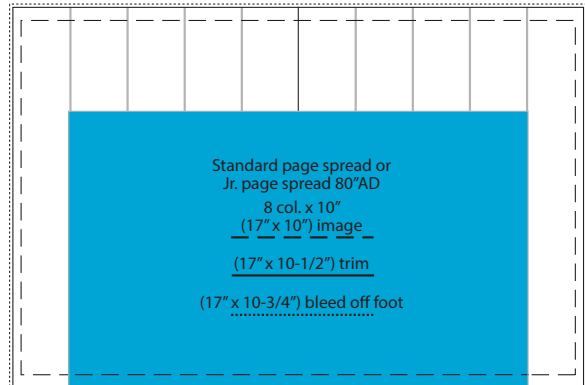 Standard page spread or
Jr. page spread 80”AD
8 col. x 10”
(17” x 10”) image
(17” x 10-1/2”) trim
(17” x 10-3/4”) bleed off foot